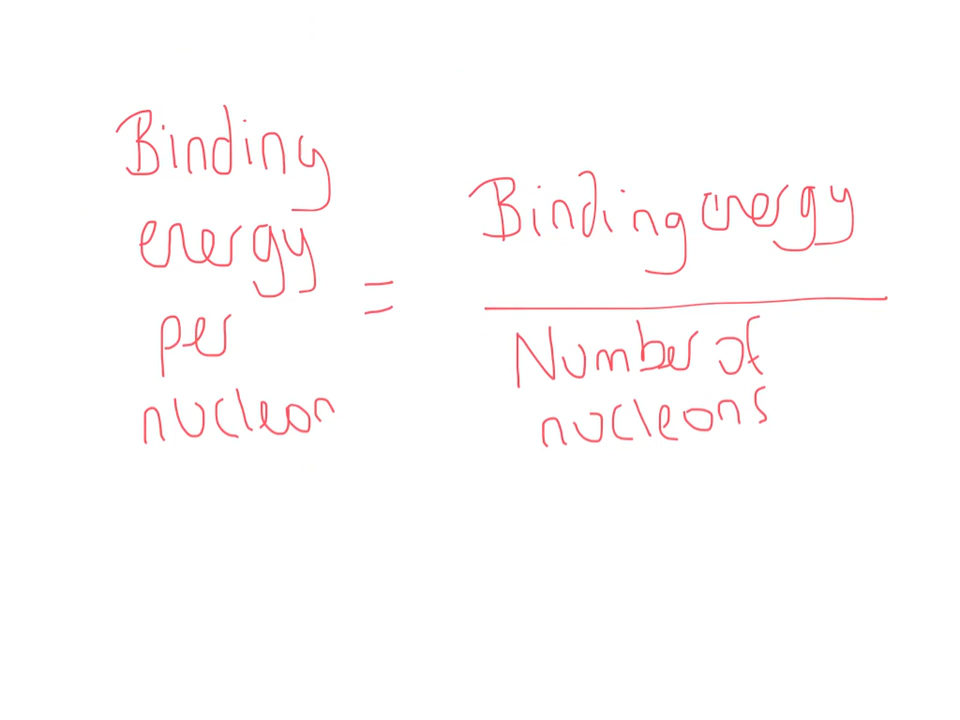 Binding
energy
per
nucleon
=
Binding energy
Number of
nucleons